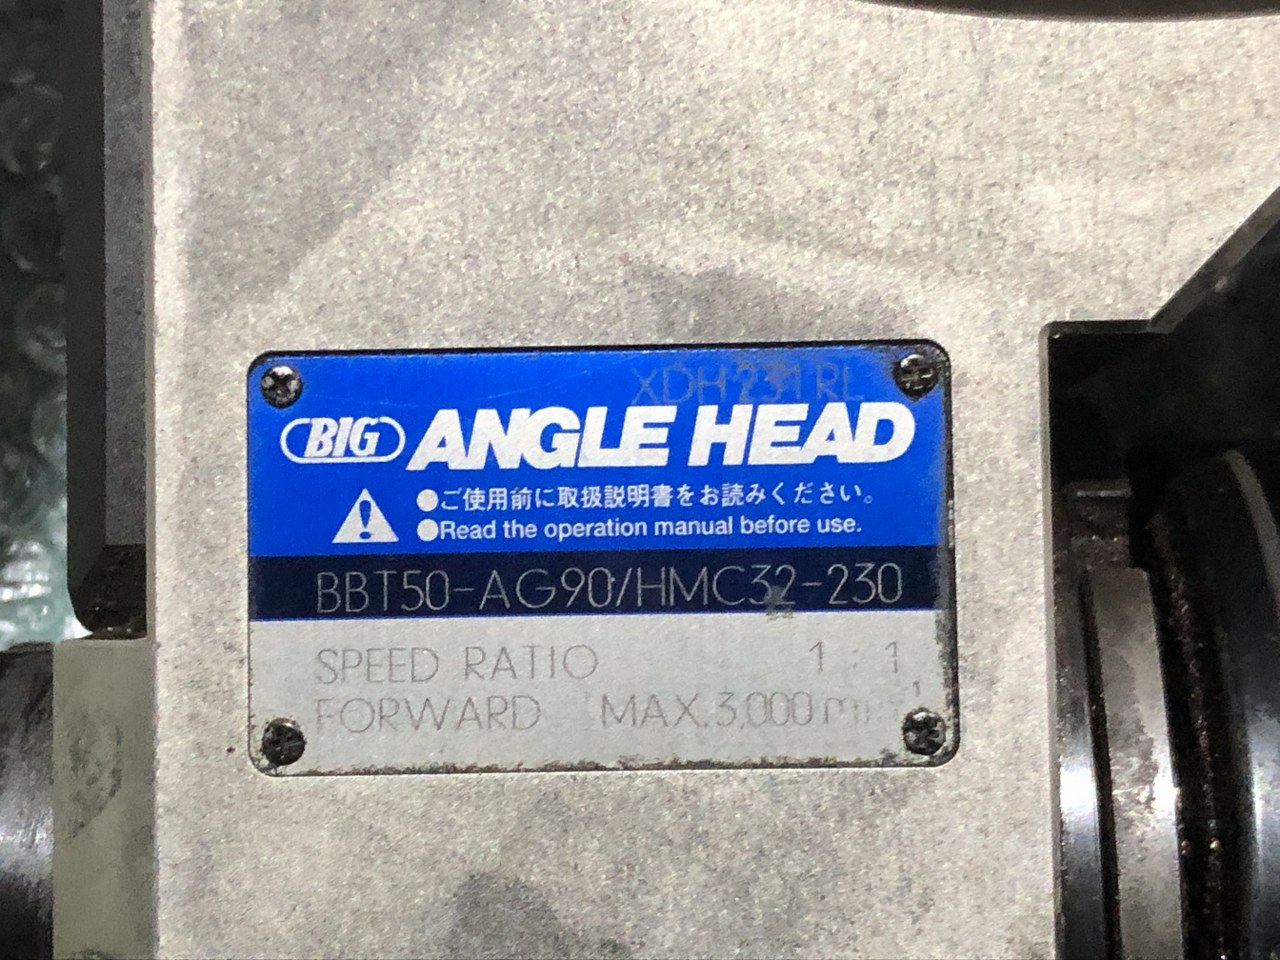 XDH231RL
BIG ANGLE HEAD
●ご使用前に取扱説明書をお読みください。
●Read the operation manual before use.
BBT50-AG90/HMC32-230
SPEED RATIO 1 : 1
FORWARD MAX.3,000min⁻¹